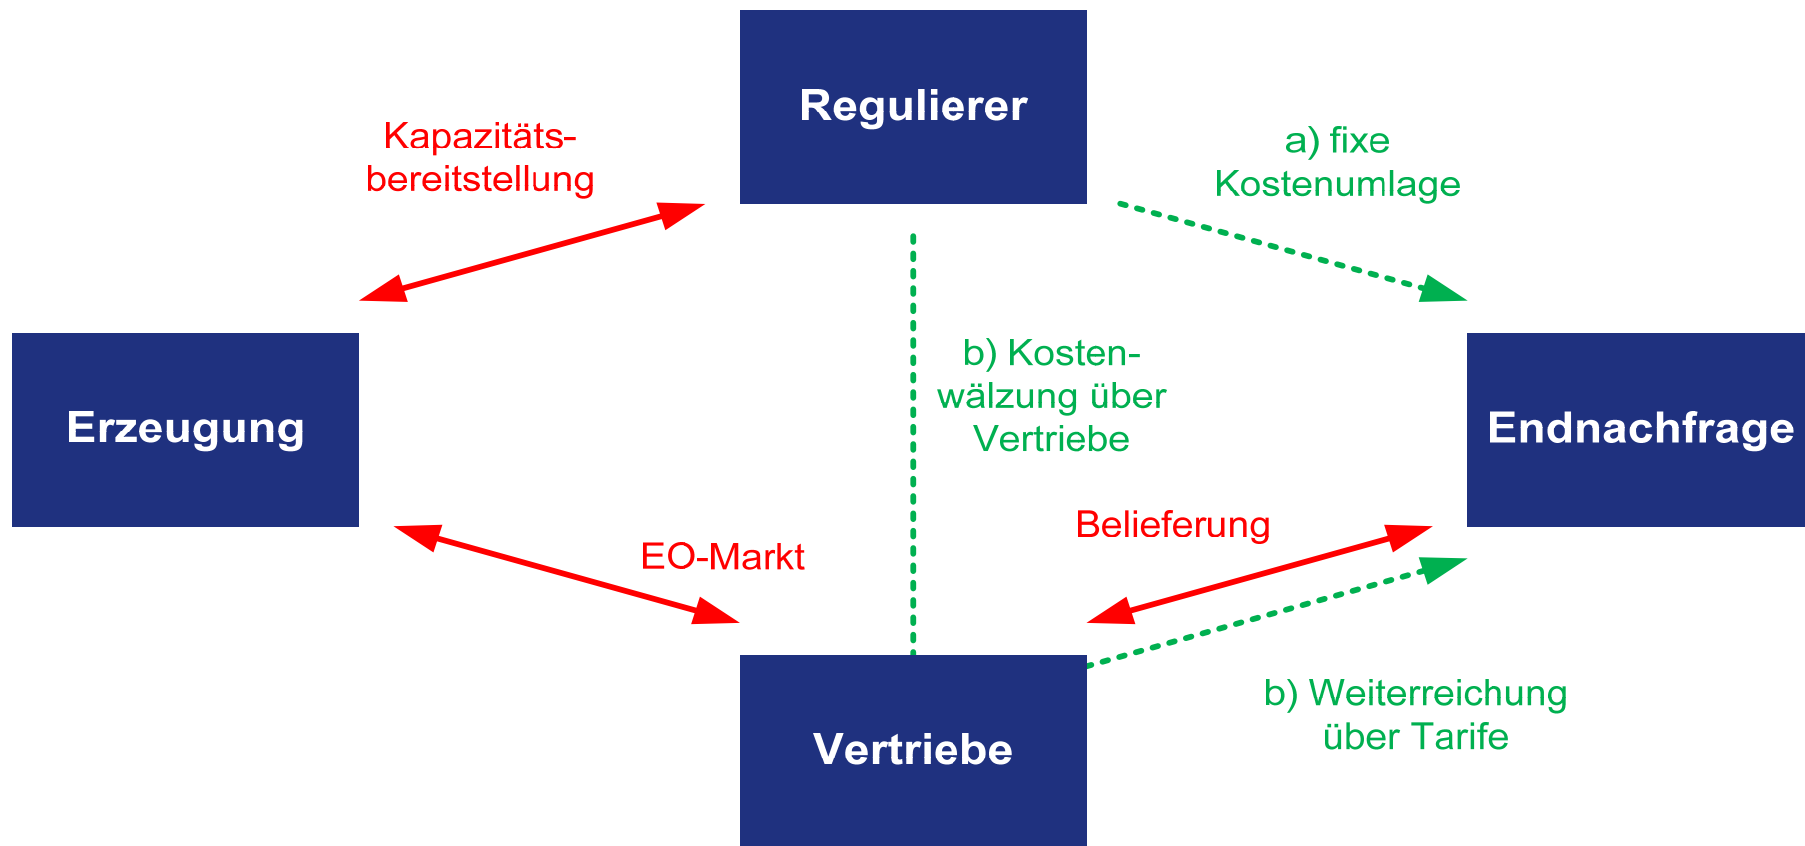 Regulierer
Kapazitäts-
bereitstellung
a) fixe
Kostenumlage
b) Kosten-
wälzung über
Vertriebe
Erzeugung
Endnachfrage
EO-Markt
Belieferung
b) Weiterreichung
über Tarife
Vertriebe